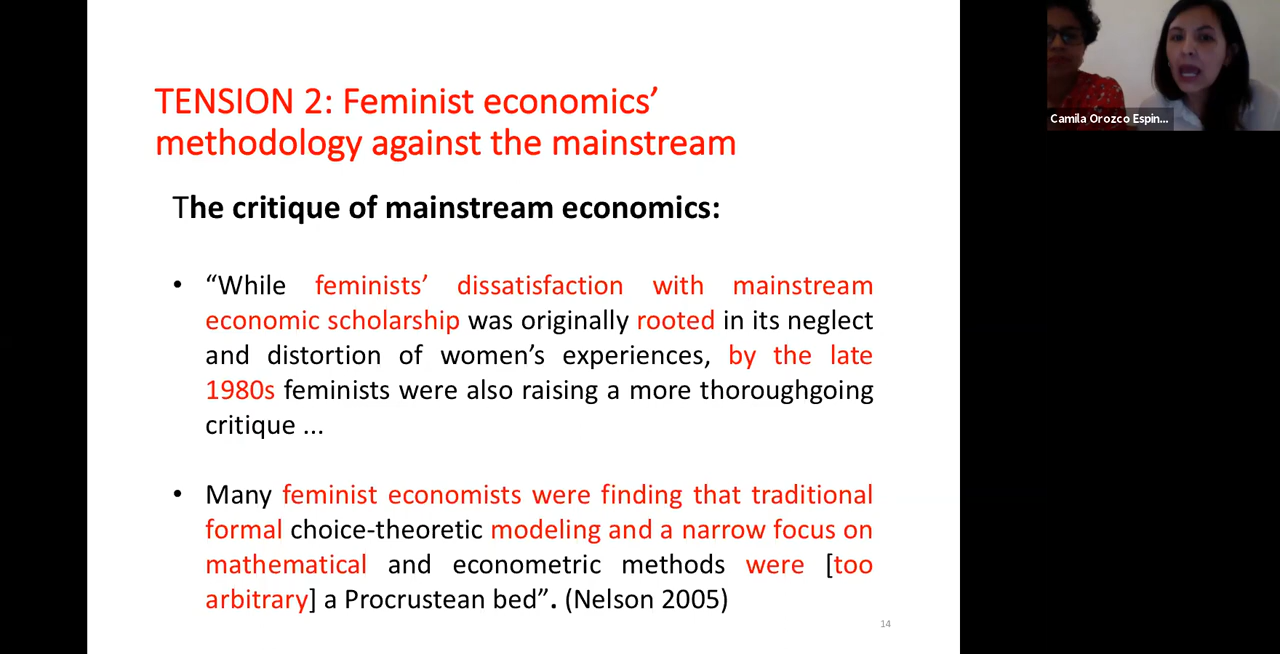 TENSION 2: Feminist economics’
methodology against the mainstream
The critique of mainstream economics:
• “While feminists’ dissatisfaction with mainstream
economic scholarship was originally rooted in its neglect
and distortion of women’s experiences, by the late
1980s feminists were also raising a more thoroughgoing
critique ...
• Many feminist economists were finding that traditional
formal choice-theoretic modeling and a narrow focus on
mathematical and econometric methods were [too
arbitrary] a Procrustean bed”. (Nelson 2005)
14
Camila Orozco Espin...